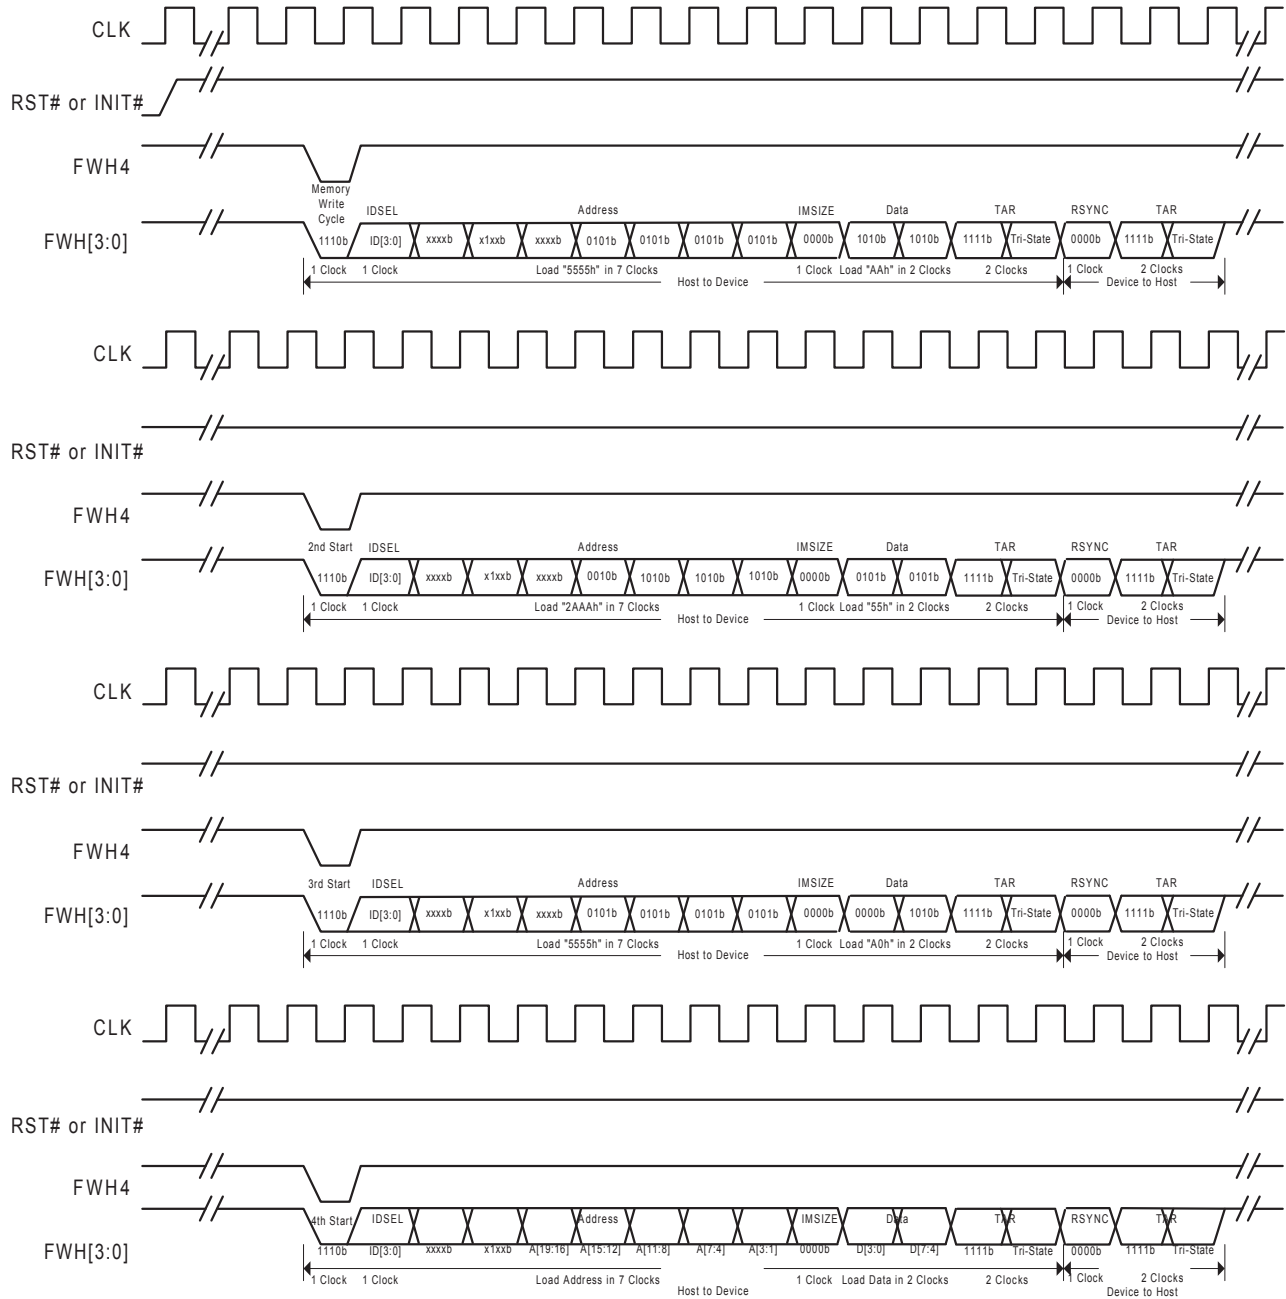 CLK
RST# or INIT#
FWH4
Memory Write Cycle
IDSEL Address IMSIZE Data TAR RSYNC TAR
FWH[3:0]
1110b ID[3:0] xxxxb x1xxb xxxxb 0101b 0101b 0101b 0101b 0000b 1010b 1010b 1111b Tri-State 0000b 1111b Tri-State
1 Clock 1 Clock Load "5555h" in 7 Clocks 1 Clock Load "AAh" in 2 Clocks 2 Clocks 1 Clock 2 Clocks
Host to Device Device to Host
CLK
RST# or INIT#
FWH4
2nd Start IDSEL Address IMSIZE Data TAR RSYNC TAR
FWH[3:0]
1110b ID[3:0] xxxxb x1xxb xxxxb 0010b 1010b 1010b 1010b 0000b 0101b 0101b 1111b Tri-State 0000b 1111b Tri-State
1 Clock 1 Clock Load "2AAAh" in 7 Clocks 1 Clock Load "55h" in 2 Clocks 2 Clocks 1 Clock 2 Clocks
Host to Device Device to Host
CLK
RST# or INIT#
FWH4
3rd Start IDSEL Address IMSIZE Data TAR RSYNC TAR
FWH[3:0]
1110b ID[3:0] xxxxb x1xxb xxxxb 0101b 0101b 0101b 0101b 0000b 0000b 1010b 1111b Tri-State 0000b 1111b Tri-State
1 Clock 1 Clock Load "5555h" in 7 Clocks 1 Clock Load "A0h" in 2 Clocks 2 Clocks 1 Clock 2 Clocks
Host to Device Device to Host
CLK
RST# or INIT#
FWH4
4th Start IDSEL Address IMSIZE Data TAR RSYNC TAR
FWH[3:0]
1110b ID[3:0] xxxxb x1xxb A[19:16] A[15:12] A[11:8] A[7:4] A[3:1] 0000b D[3:0] D[7:4] 1111b Tri-State 0000b 1111b Tri-State
1 Clock 1 Clock Load Address in 7 Clocks 1 Clock Load Data in 2 Clocks 2 Clocks 1 Clock 2 Clocks
Host to Device Device to Host